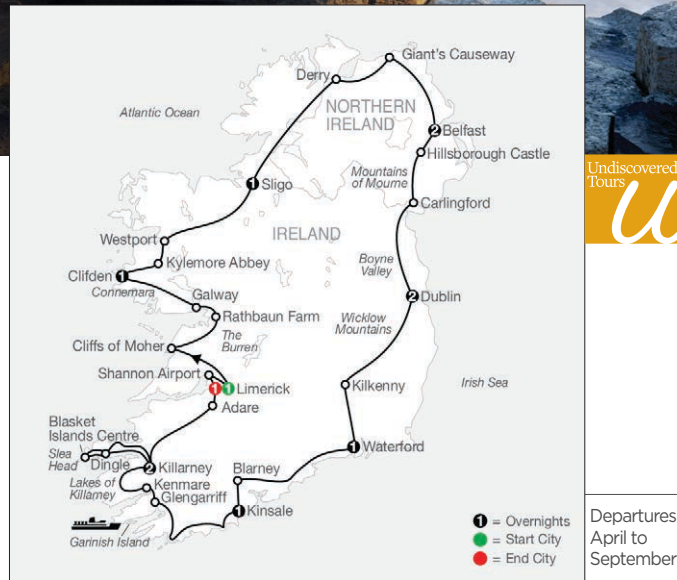 Giant's Causeway
Derry
Atlantic Ocean
NORTHERN
IRELAND
2 Belfast
Hillsborough Castle
Mountains
of Mourne
1 Sligo
Carlingford
Westport
IRELAND
Kylemore Abbey
Boyne
Valley
Clifden 1
Connemara
Galway
2 Dublin
Rathbaun Farm
Wicklow
Mountains
The
Burren
Cliffs of Moher
Shannon Airport
1 1 Limerick
Kilkenny
Irish Sea
Adare
Blasket
Islands Centre
Slea
Head
Dingle
2 Killarney
Waterford
1
Lakes of
Killarney
Kenmare
Blarney
Glengarriff
1 Kinsale
Garinish Island
1 = Overnights
= Start City
= End City
Undiscovered
Tours
U
Departures
April to
September